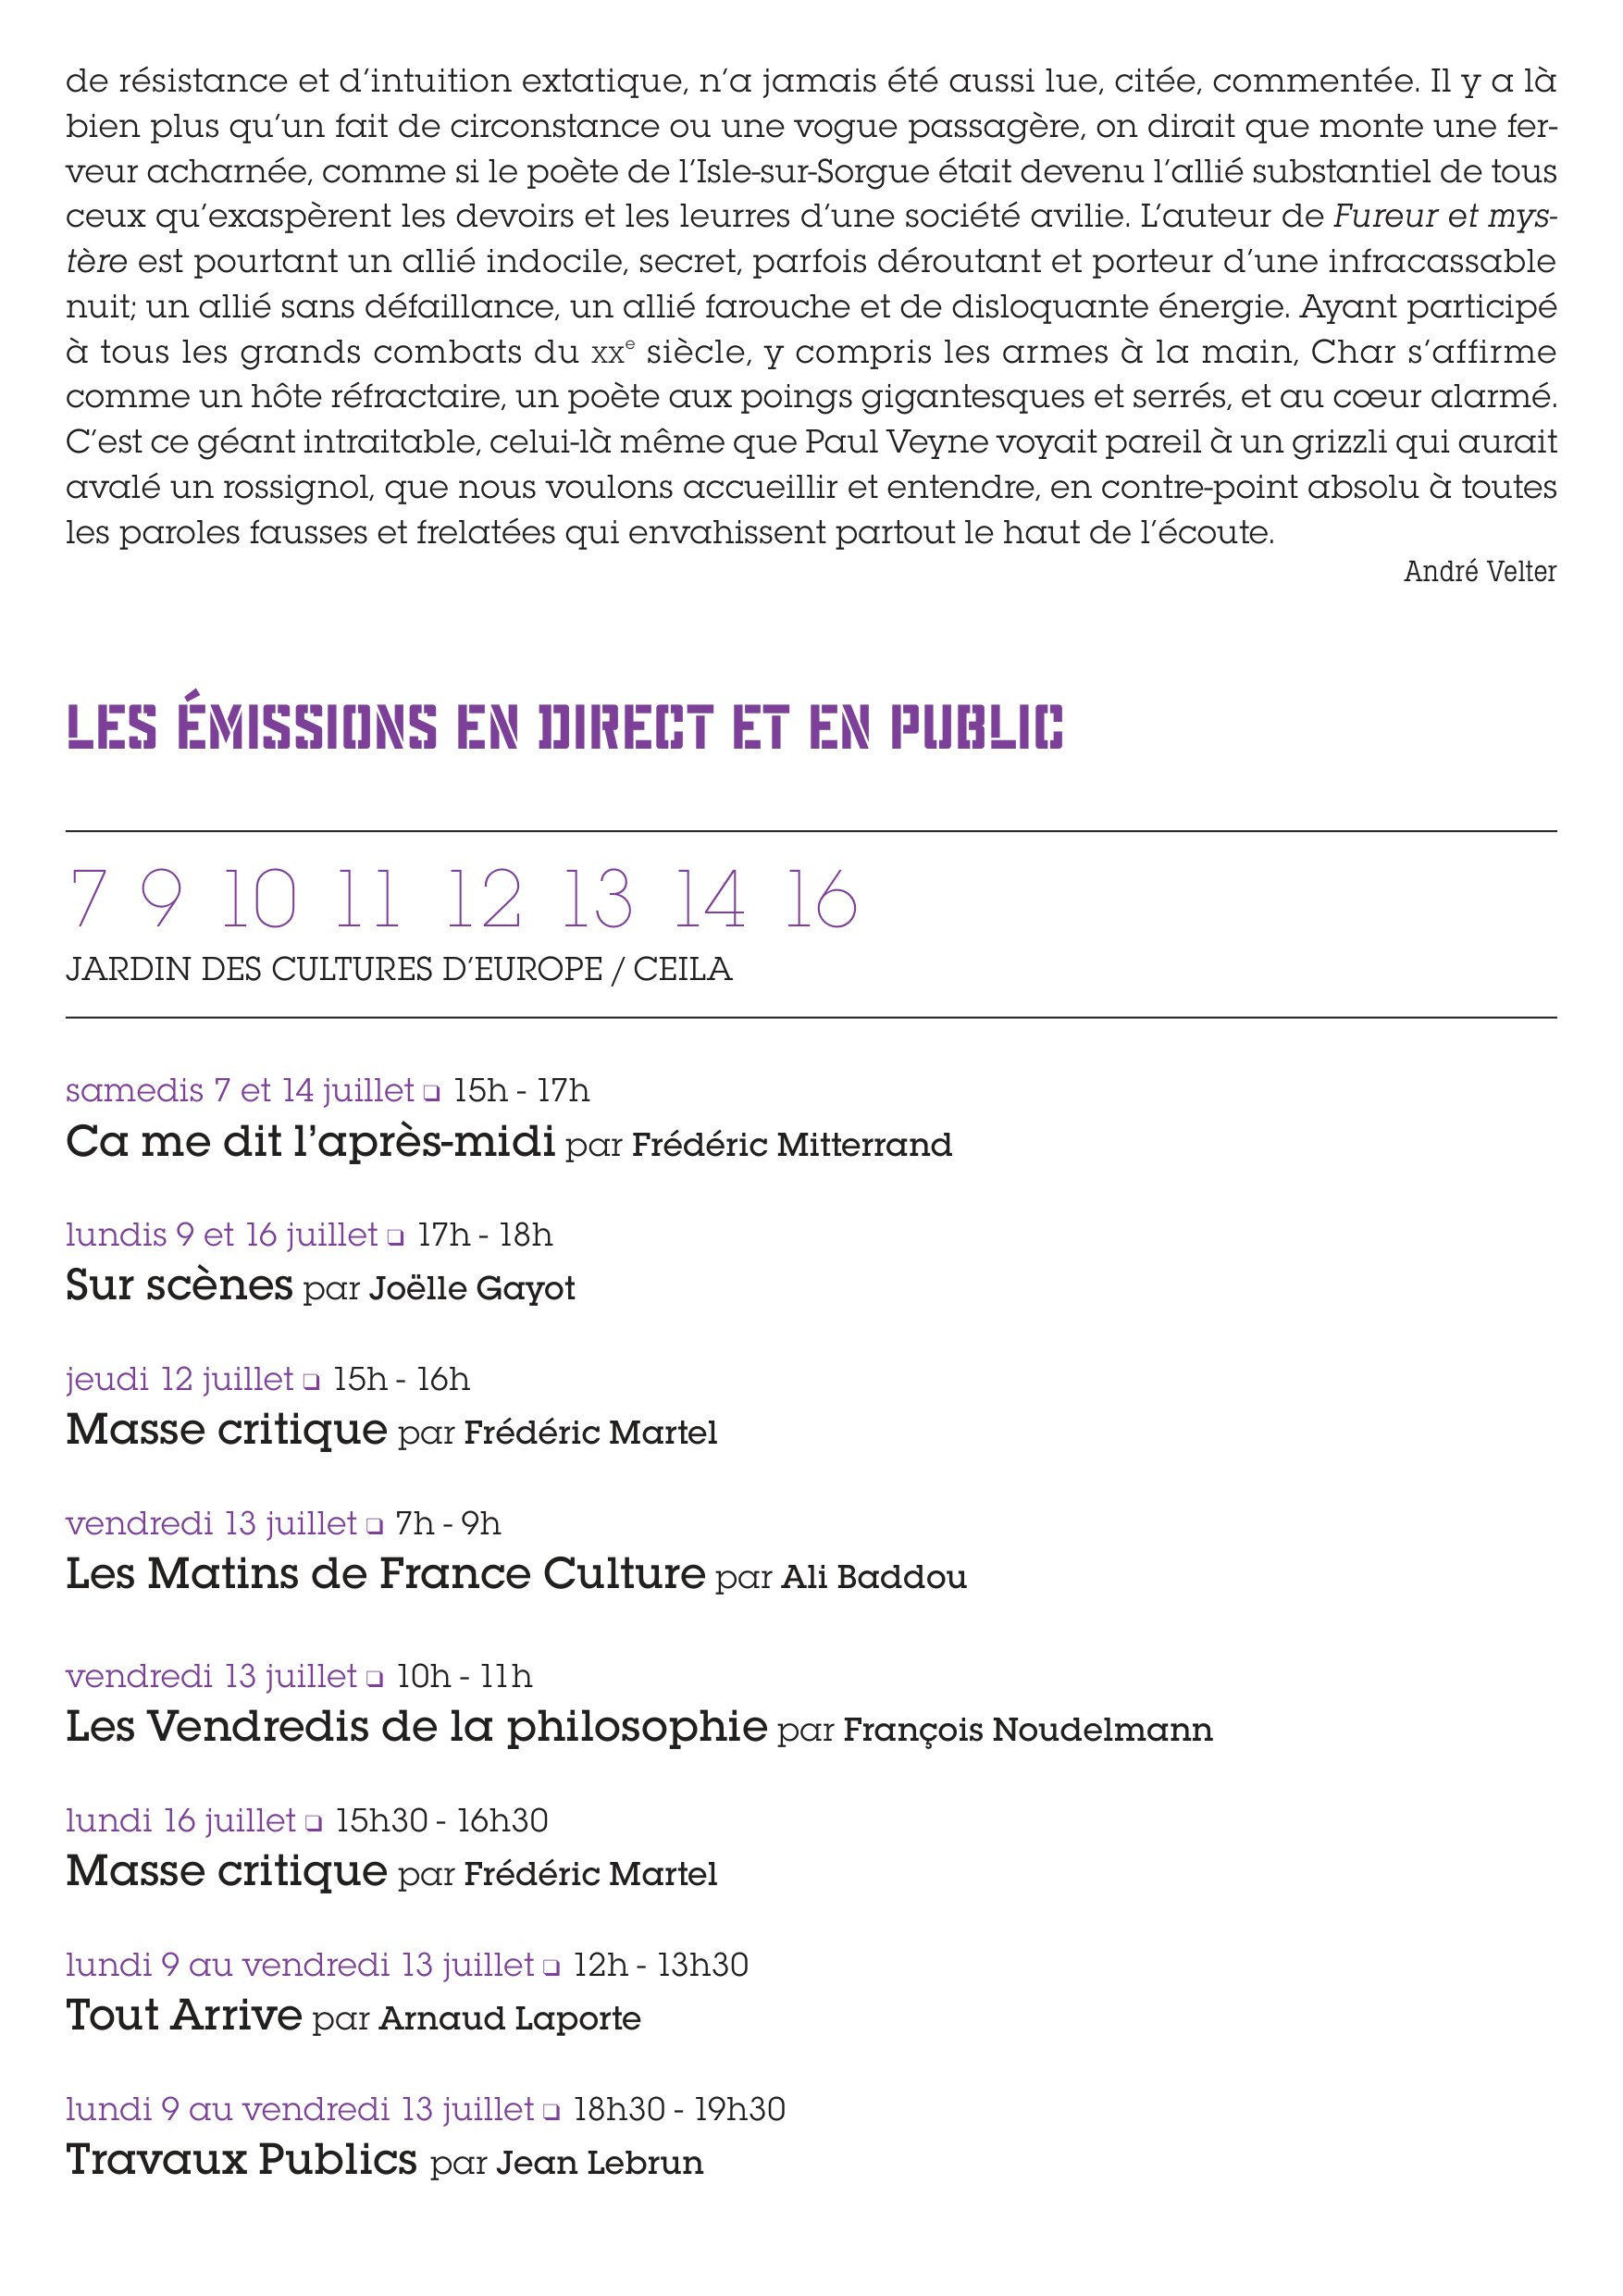 de résistance et d’intuition extatique, n’a jamais été aussi lue, citée, commentée. Il y a là
bien plus qu’un fait de circonstance ou une vogue passagère, on dirait que monte une fer-
veur acharnée, comme si le poète de l’Isle-sur-Sorgue était devenu l’allié substantiel de tous
ceux qu’exaspèrent les devoirs et les leurres d’une société avilie. L’auteur de Fureur et mys-
tère est pourtant un allié indocile, secret, parfois déroutant et porteur d’une infracassable
nuit; un allié sans défaillance, un allié farouche et de disloquante énergie. Ayant participé
à tous les grands combats du XXe siècle, y compris les armes à la main, Char s’affirme
comme un hôte réfractaire, un poète aux poings gigantesques et serrés, et au cœur alarmé.
C’est ce géant intraitable, celui-là même que Paul Veyne voyait pareil à un grizzli qui aurait
avalé un rossignol, que nous voulons accueillir et entendre, en contre-point absolu à toutes
les paroles fausses et frelatées qui envahissent partout le haut de l’écoute.
André Velter
LES ÉMISSIONS EN DIRECT ET EN PUBLIC
7 9 10 11 12 13 14 16
JARDIN DES CULTURES D’EUROPE / CEILA
samedis 7 et 14 juillet ❏ 15h - 17h
Ca me dit l’après-midi par Frédéric Mitterrand
lundis 9 et 16 juillet ❏ 17h - 18h
Sur scènes par Joëlle Gayot
jeudi 12 juillet ❏ 15h - 16h
Masse critique par Frédéric Martel
vendredi 13 juillet ❏ 7h - 9h
Les Matins de France Culture par Ali Baddou
vendredi 13 juillet ❏ 10h - 11h
Les Vendredis de la philosophie par François Noudelmann
lundi 16 juillet ❏ 15h30 - 16h30
Masse critique par Frédéric Martel
lundi 9 au vendredi 13 juillet ❏ 12h - 13h30
Tout Arrive par Arnaud Laporte
lundi 9 au vendredi 13 juillet ❏ 18h30 - 19h30
Travaux Publics par Jean Lebrun